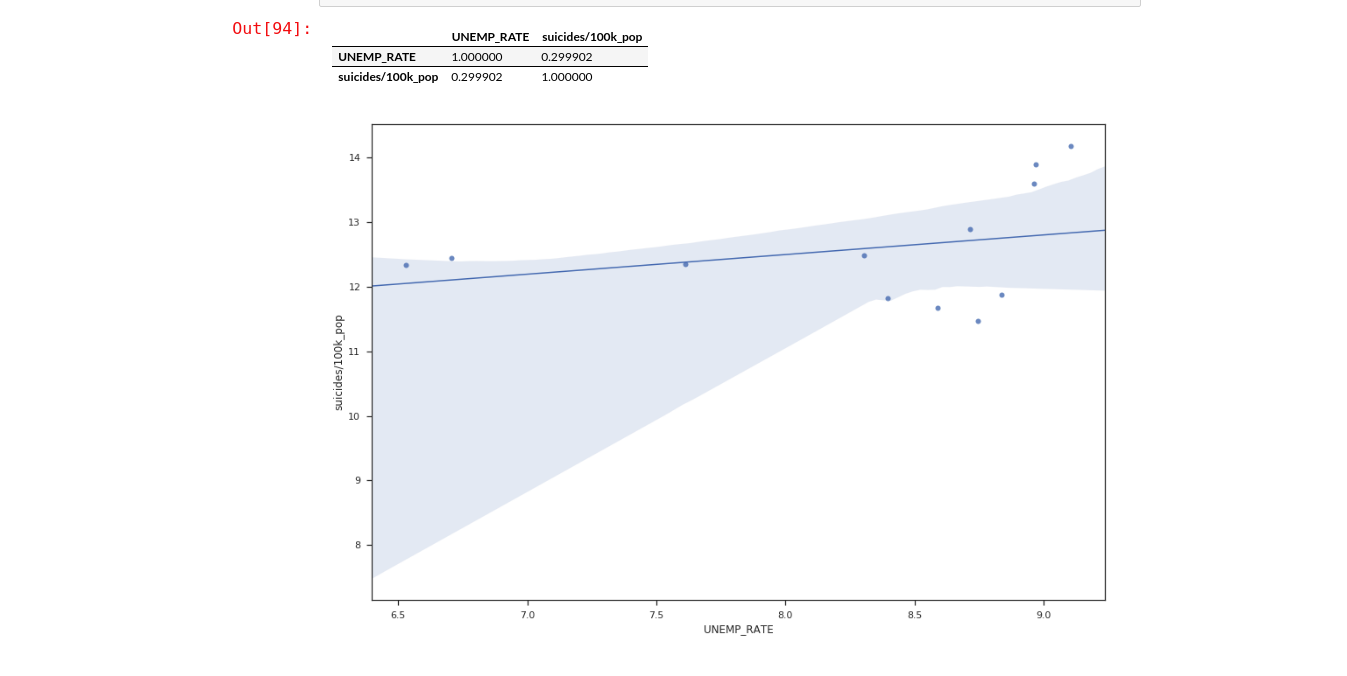 Out[94]:
UNEMP_RATE suicides/100k_pop
UNEMP_RATE 1.000000 0.299902
suicides/100k_pop 0.299902 1.000000
14
13
12
11
10
9
8
suicides/100k_pop
6.5 7.0 7.5 8.0 8.5 9.0
UNEMP_RATE